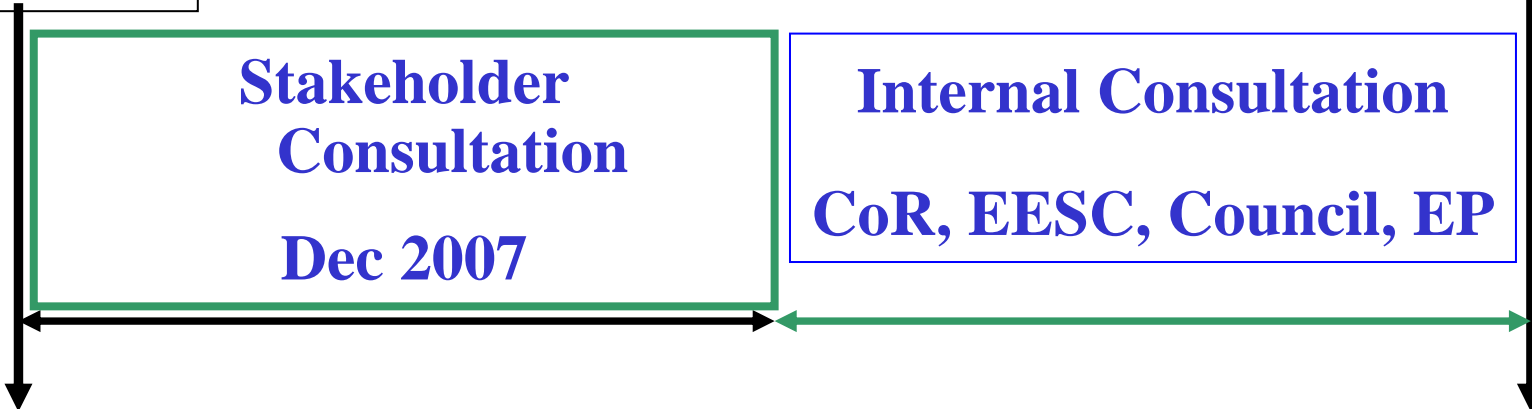 Stakeholder
Consultation
Dec 2007
Internal Consultation
CoR, EESC, Council, EP